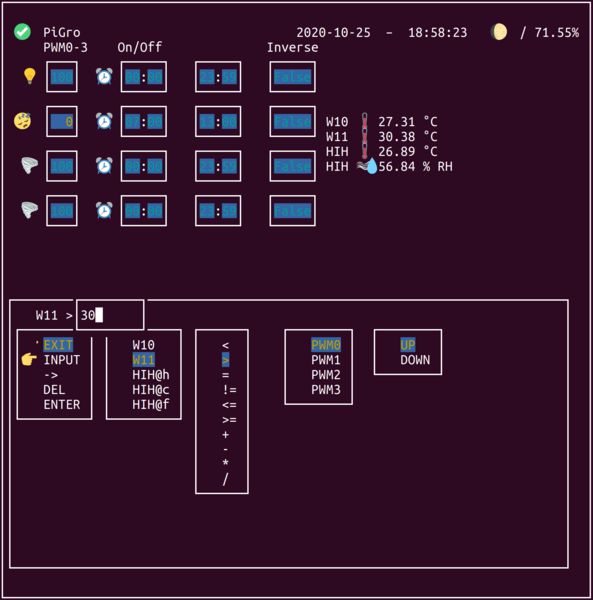 PiGro 2020-10-25 – 18:58:23 / 71.55%
PWM0-3 On/Off Inverse
100 00:00 23:59 False
0 07:00 False
W10 27.31 °C
W11 30.38 °C
HIH 26.89 °C
HIH 56.84 % RH
100 00:00 23:59 False
100 00:00 23:59 False
W11 > 30
EXIT W10 < PWM0 UP
INPUT W11 > PWM1 DOWN
-> HIH@h = PWM2
DEL HIH@c != PWM3
ENTER HIH@f <=
>=
+
-
*
/